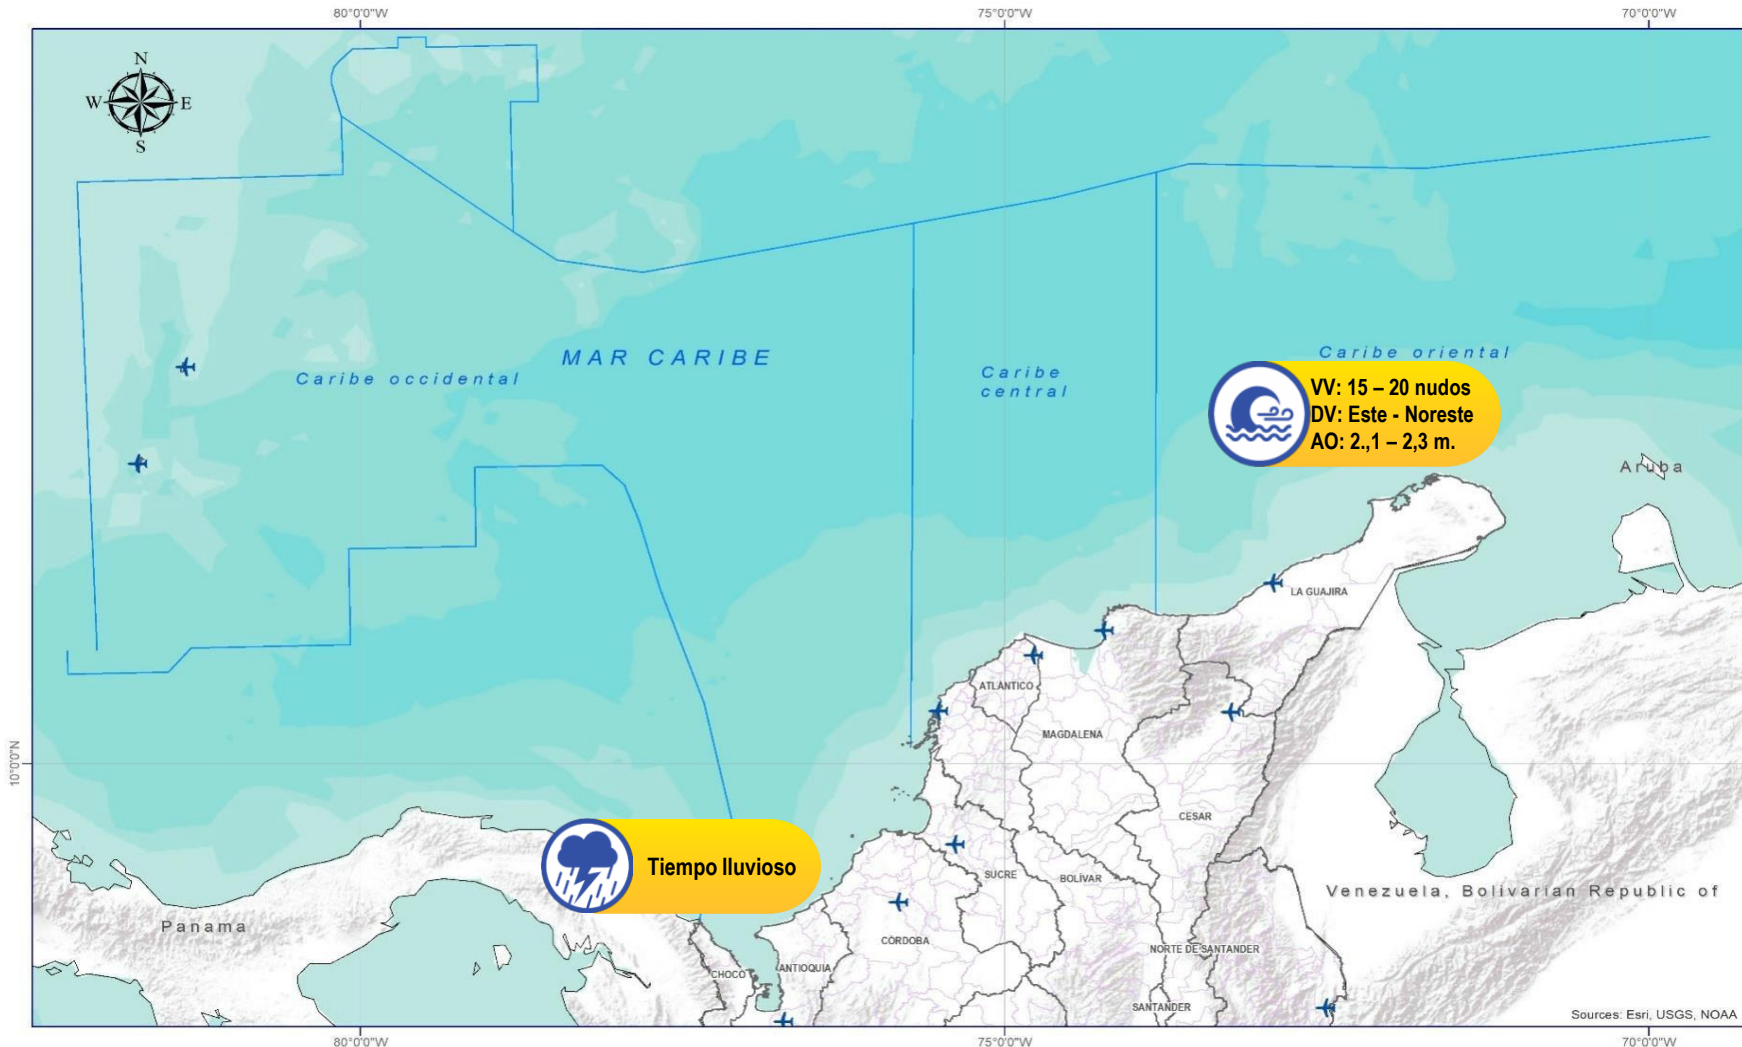 80°0'0"W
75°0'0"W
70°0'0"W
N
W
E
S
MAR CARIBE
Caribe occidental
Caribe
central
Caribe oriental
VV: 15 – 20 nudos
DV: Este - Noreste
AO: 2.,1 – 2,3 m.
Aruba
LA GUAJIRA
ATLÁNTICO
MAGDALENA
10°0'0"N
CESAR
Tiempo lluvioso
SUCRE
BOLÍVAR
Venezuela, Bolivarian Republic of
Panama
CÓRDOBA
NORTE DE SANTANDER
CHOCO
ANTIOQUIA
SANTANDER
Sources: Esri, USGS, NOAA
80°0'0"W
75°0'0"W
70°0'0"W